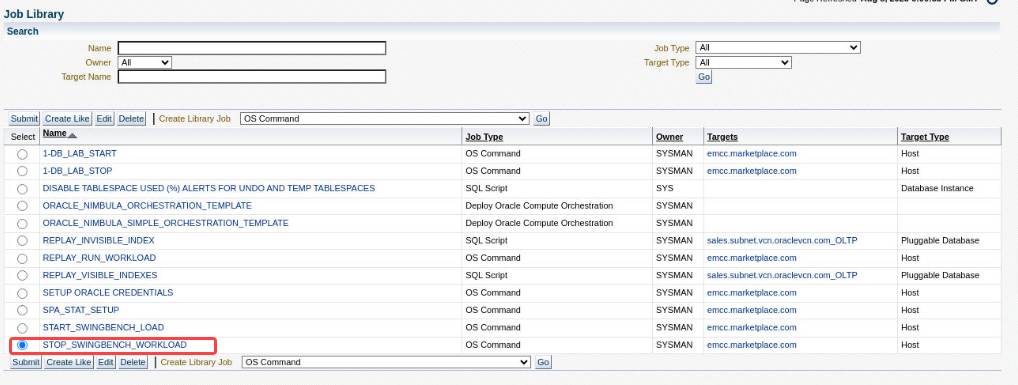 Job Library
Search
Name
Job Type All
Owner All
Target Type All
Target Name
Go
Submit Create Like Edit Delete Create Library Job OS Command Go
Select Name Job Type Owner Targets Target Type
1-DB_LAB_START OS Command SYSMAN emcc.marketplace.com Host
1-DB_LAB_STOP OS Command SYSMAN emcc.marketplace.com Host
DISABLE TABLESPACE USED (%) ALERTS FOR UNDO AND TEMP TABLESPACES SQL Script SYS Database Instance
ORACLE_NIMBULA_ORCHESTRATION_TEMPLATE Deploy Oracle Compute Orchestration SYSMAN
ORACLE_NIMBULA_SIMPLE_ORCHESTRATION_TEMPLATE Deploy Oracle Compute Orchestration SYSMAN
REPLAY_INVISIBLE_INDEX SQL Script SYSMAN sales.subnet.vcn.oraclevcn.com_OLTP Pluggable Database
REPLAY_RUN_WORKLOAD OS Command SYSMAN emcc.marketplace.com Host
REPLAY_VISIBLE_INDEXES SQL Script SYSMAN sales.subnet.vcn.oraclevcn.com_OLTP Pluggable Database
SETUP ORACLE CREDENTIALS OS Command SYSMAN emcc.marketplace.com Host
SPA_STAT_SETUP OS Command SYSMAN emcc.marketplace.com Host
START_SWINGBENCH_LOAD OS Command SYSMAN emcc.marketplace.com Host
STOP_SWINGBENCH_WORKLOAD OS Command SYSMAN emcc.marketplace.com Host
Submit Create Like Edit Delete Create Library Job OS Command Go